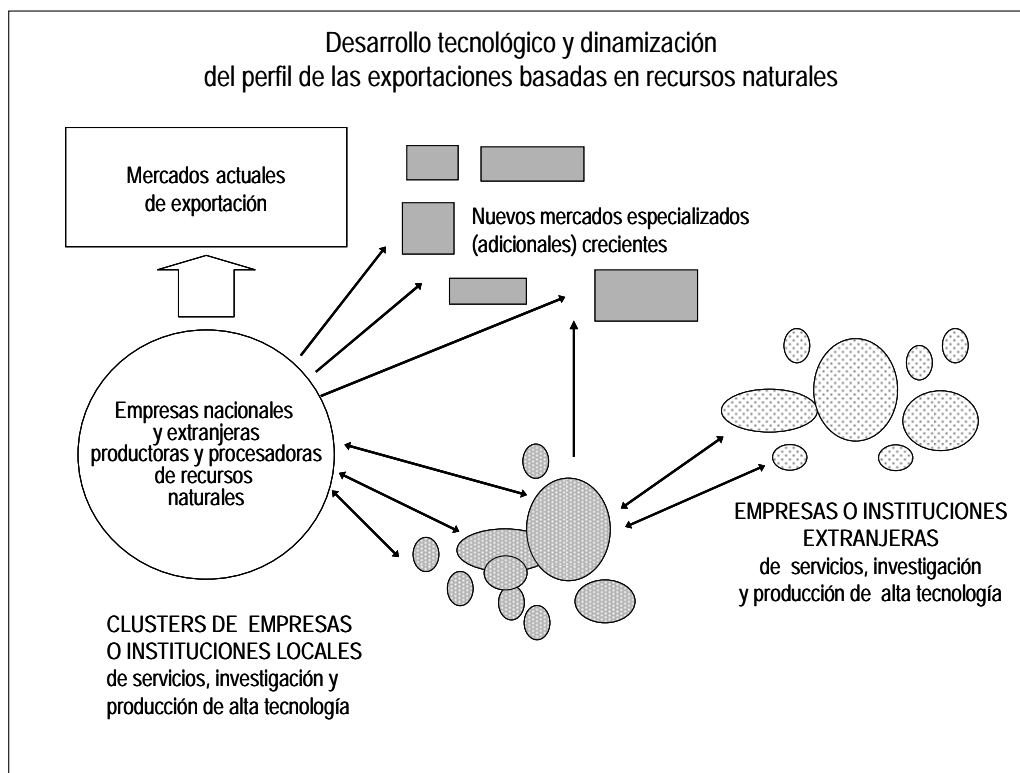 Desarrollo tecnológico y dinamización
del perfil de las exportaciones basadas en recursos naturales
Mercados actuales
de exportación
Nuevos mercados especializados
(adicionales) crecientes
Empresas nacionales
y extranjeras
productoras y procesadoras
de recursos
naturales
EMPRESAS O INSTITUCIONES
EXTRANJERAS
de servicios, investigación
y producción de alta tecnología
CLUSTERS DE EMPRESAS
O INSTITUCIONES LOCALES
de servicios, investigación y
producción de alta tecnología